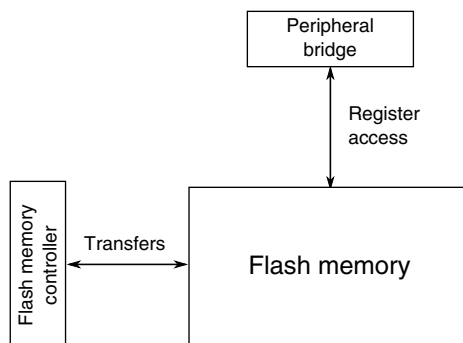 Peripheral
bridge
Register
access
Flash memory
controller
Transfers
Flash memory